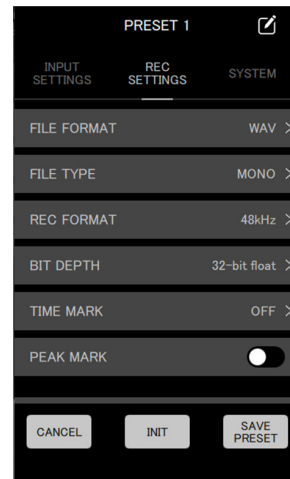 PRESET 1
INPUT REC SYSTEM
SETTINGS SETTINGS
FILE FORMAT WAV
FILE TYPE MONO
REC FORMAT 48kHz
BIT DEPTH 32-bit float
TIME MARK OFF
PEAK MARK
CANCEL INIT SAVE
PRESET